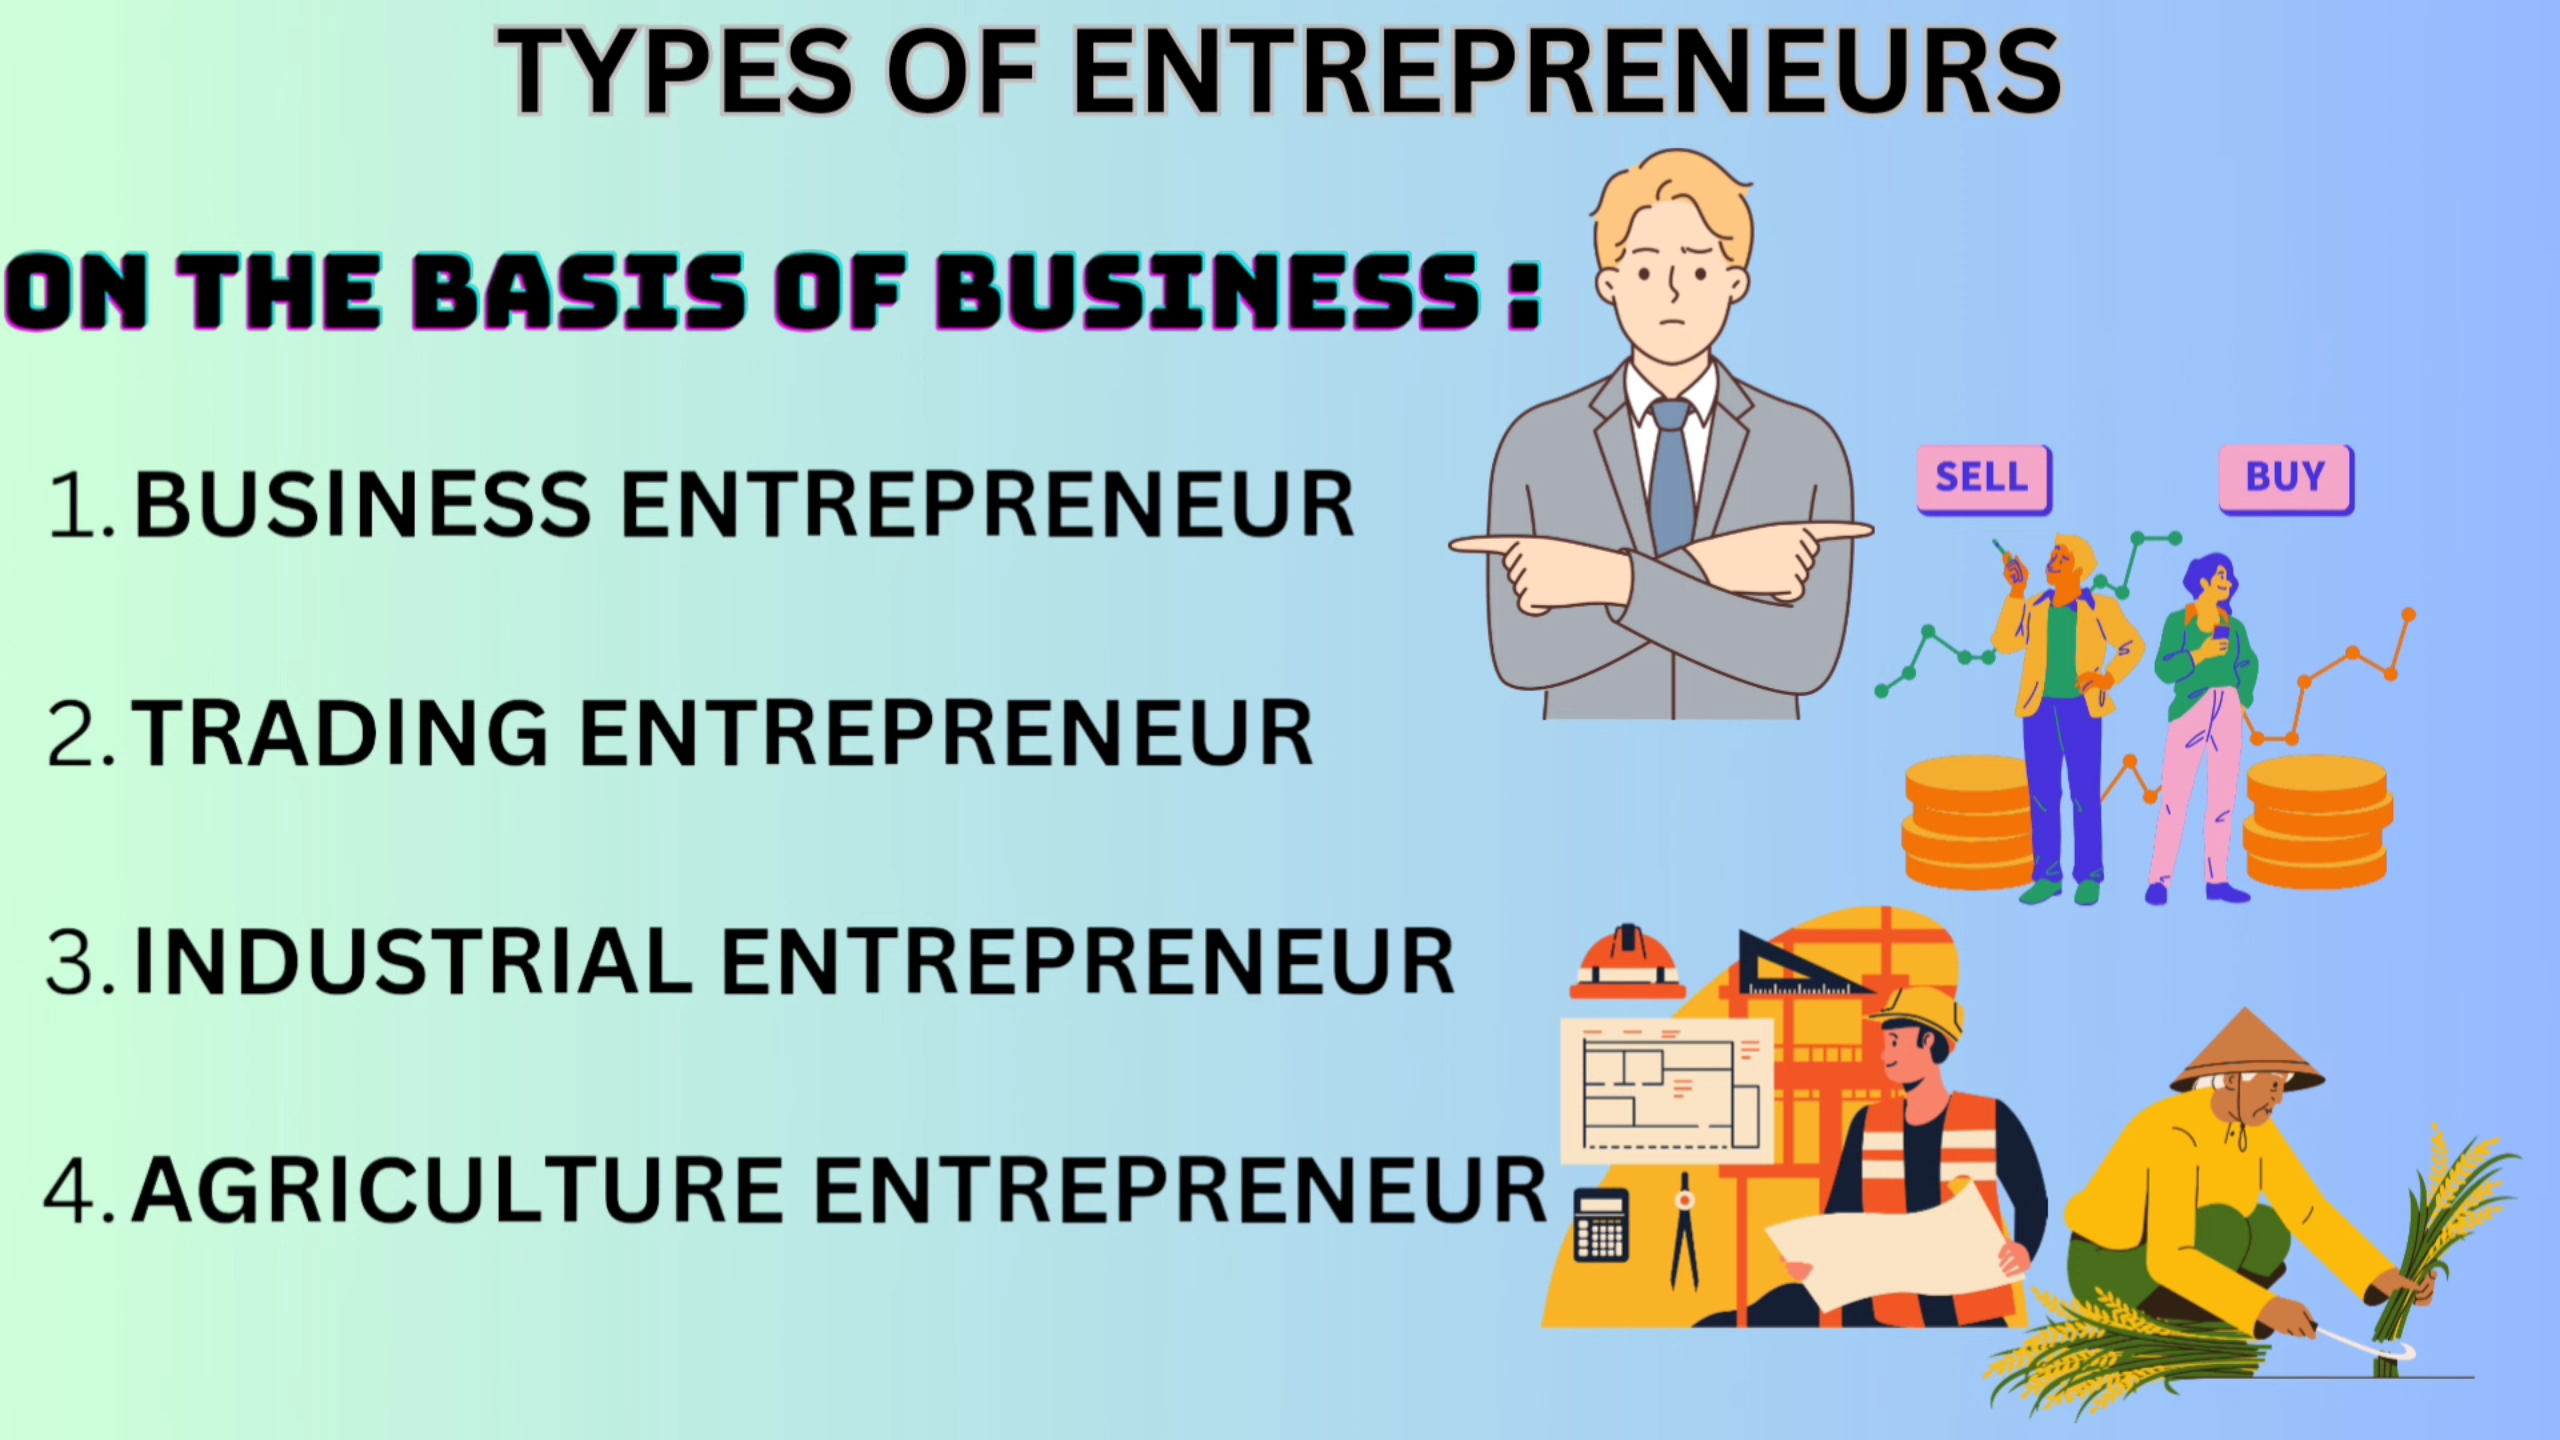 TYPES OF ENTREPRENEURS
ON THE BASIS OF BUSINESS :
1. BUSINESS ENTREPRENEUR
SELL
BUY
2. TRADING ENTREPRENEUR
3. INDUSTRIAL ENTREPRENEUR
4. AGRICULTURE ENTREPRENEUR